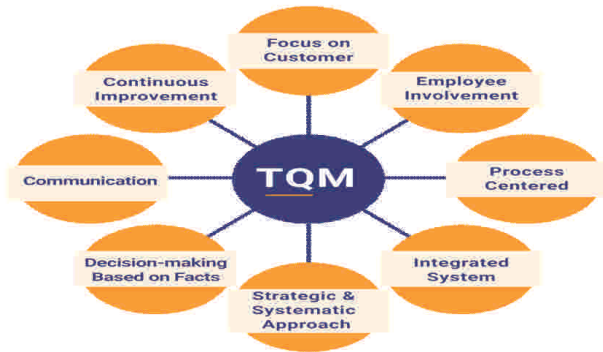 Focus on
Customer
Employee
Involvement
Process
Centered
Integrated
System
Strategic &
Systematic
Approach
Decision-making
Based on Facts
Communication
Continuous
Improvement
TQM